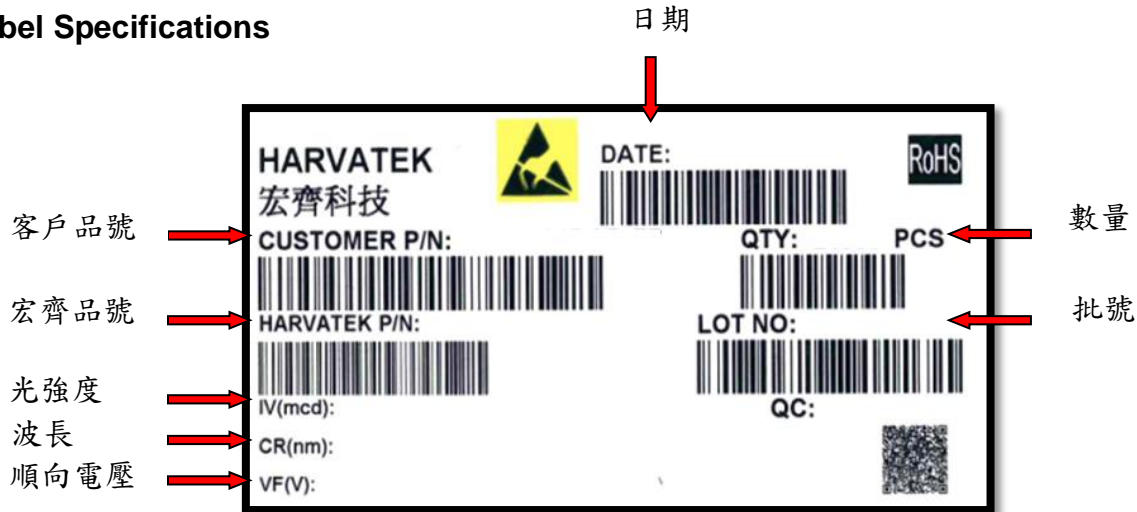 bel Specifications
日期
HARVATEK
宏齊科技
DATE:
RoHS
客戶品號
CUSTOMER P/N:
QTY: PCS
數量
宏齊品號
HARVATEK P/N:
LOT NO:
批號
光強度
IV(mcd):
QC:
波長
CR(nm):
順向電壓
VF(V):